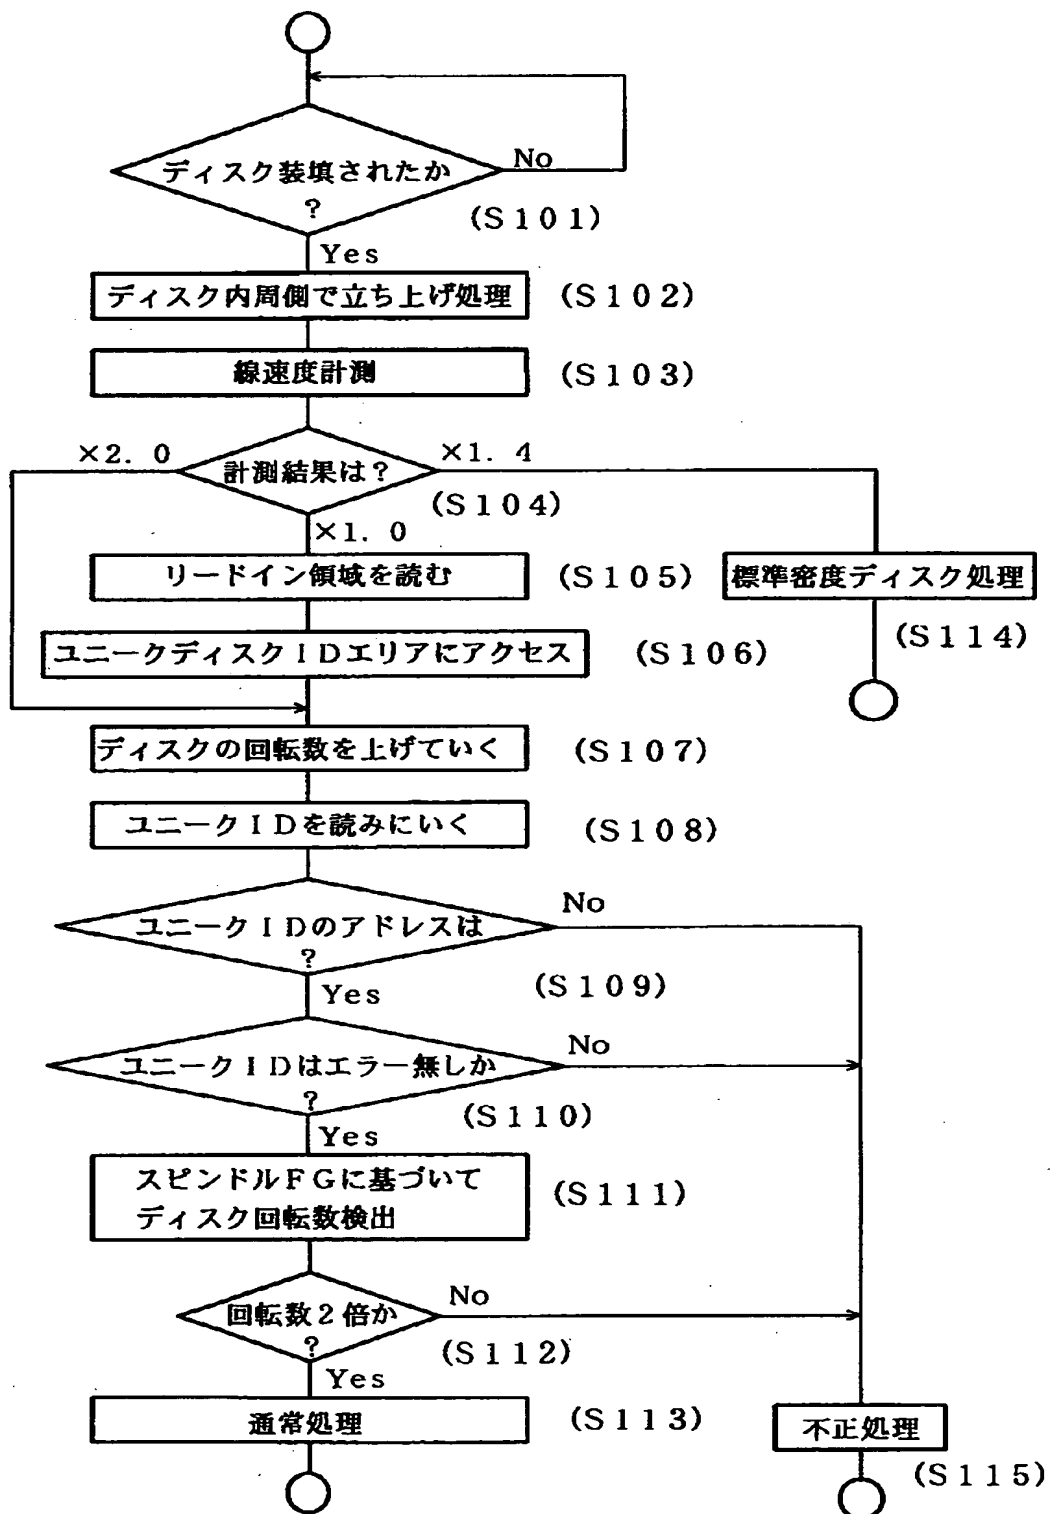 ディスク装填されたか
?
No
(S101)
Yes
ディスク内周側で立ち上げ処理
(S102)
線速度計測
(S103)
×2. 0
計測結果は?
×1. 4
(S104)
×1. 0
リードイン領域を読む
(S105)
標準密度ディスク処理
(S114)
ユニークディスクIDエリアにアクセス
(S106)
ディスクの回転数を上げていく
(S107)
ユニークIDを読みにいく
(S108)
ユニークIDのアドレスは
?
No
(S109)
Yes
ユニークIDはエラー無しか
?
No
(S110)
Yes
スピンドルFGに基づいて
ディスク回転数検出
(S111)
回転数2倍か
?
No
(S112)
Yes
通常処理
(S113)
不正処理
(S115)